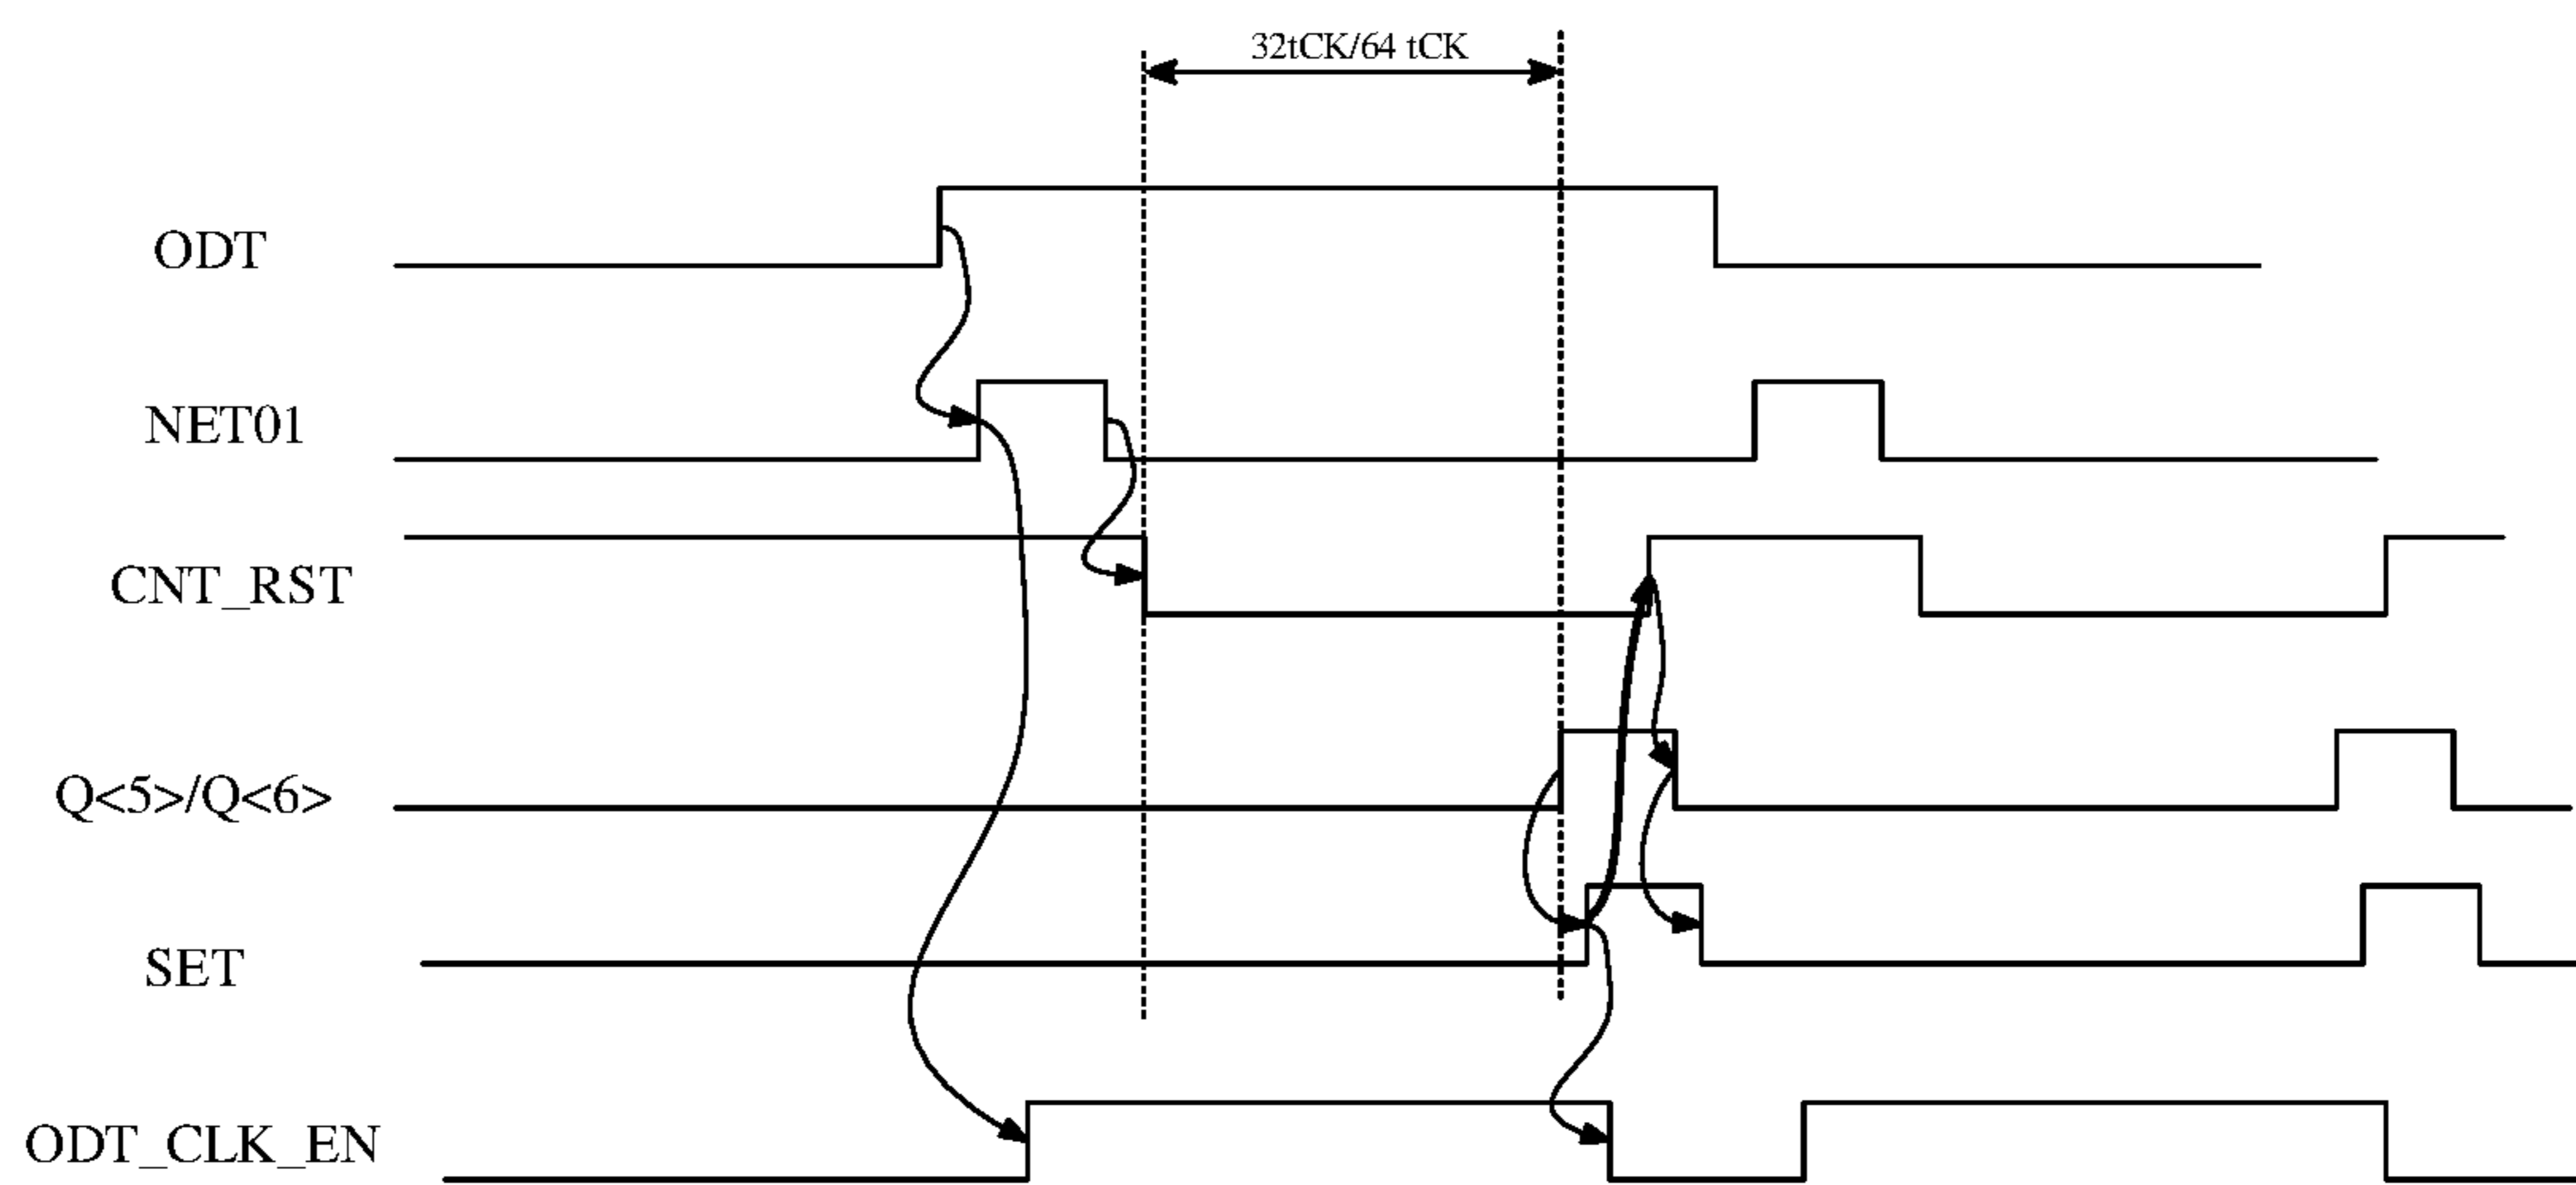 32tCK/64 tCK
ODT
NET01
CNT_RST
Q<5>/Q<6>
SET
ODT_CLK_EN